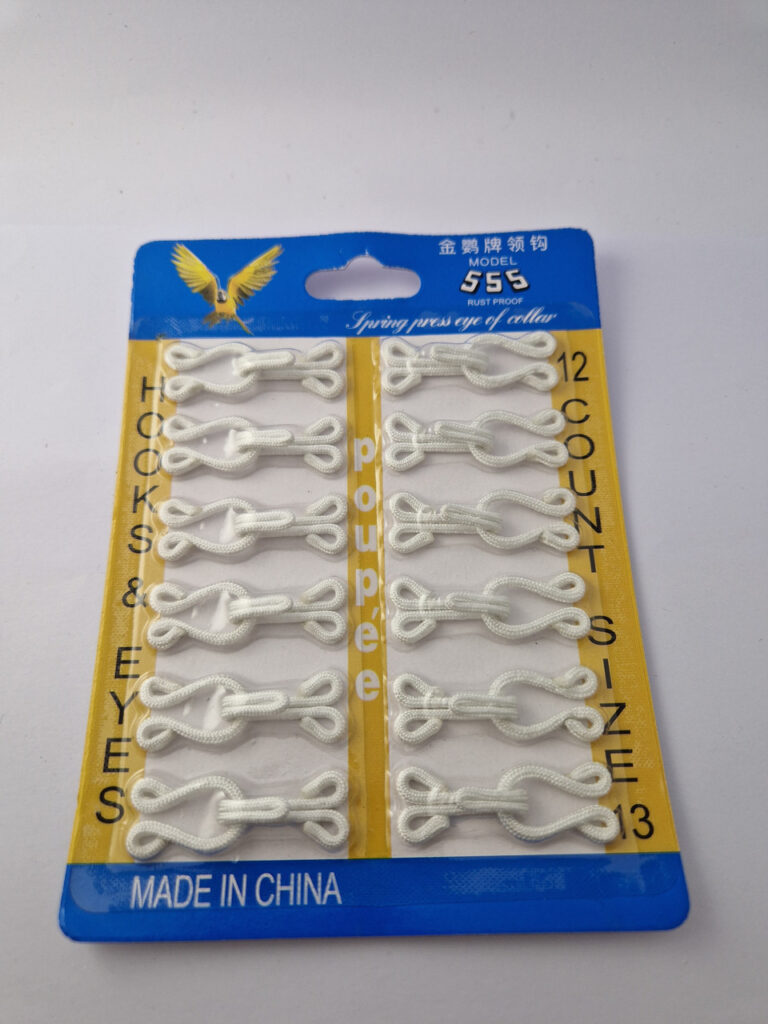 金鹦牌领钩
MODEL
555
RUST PROOF
Spring press eye of collar
HOOKS & EYES
poupée
12 COUNT SIZE 13
MADE IN CHINA